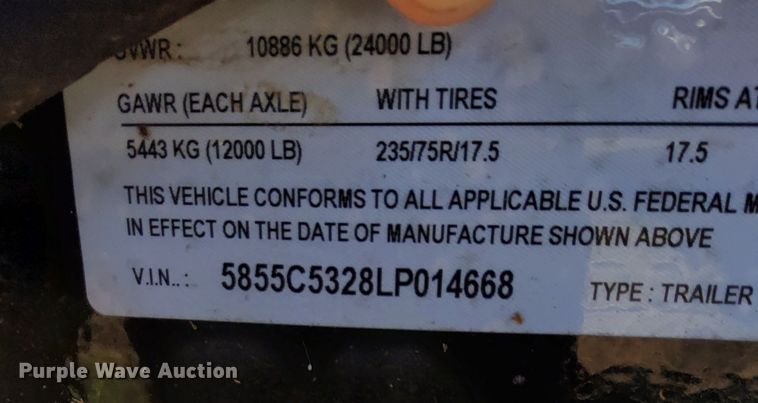 GVWR: 10886 KG (24000 LB)
GAWR (EACH AXLE) WITH TIRES RIMS
5443 KG (12000 LB) 235/75R/17.5 17.5
THIS VEHICLE CONFORMS TO ALL APPLICABLE U.S. FEDERAL
IN EFFECT ON THE DATE OF MANUFACTURE SHOWN ABOVE
V.I.N..: 5855C5328LP014668 TYPE : TRAILER
Purple Wave Auction